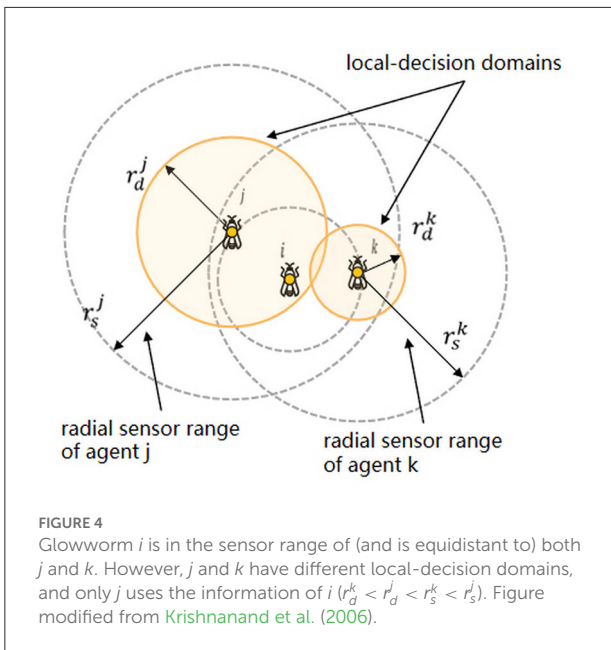 local-decision domains
r_d^j
j
r_d^k
i
k
r_s^j
r_s^k
radial sensor range
of agent j
radial sensor range
of agent k
FIGURE 4
Glowworm i is in the sensor range of (and is equidistant to) both
j and k. However, j and k have different local-decision domains,
and only j uses the information of i (r_d^k < r_d^j < r_s^k < r_s^j). Figure
modified from Krishnanand et al. (2006).